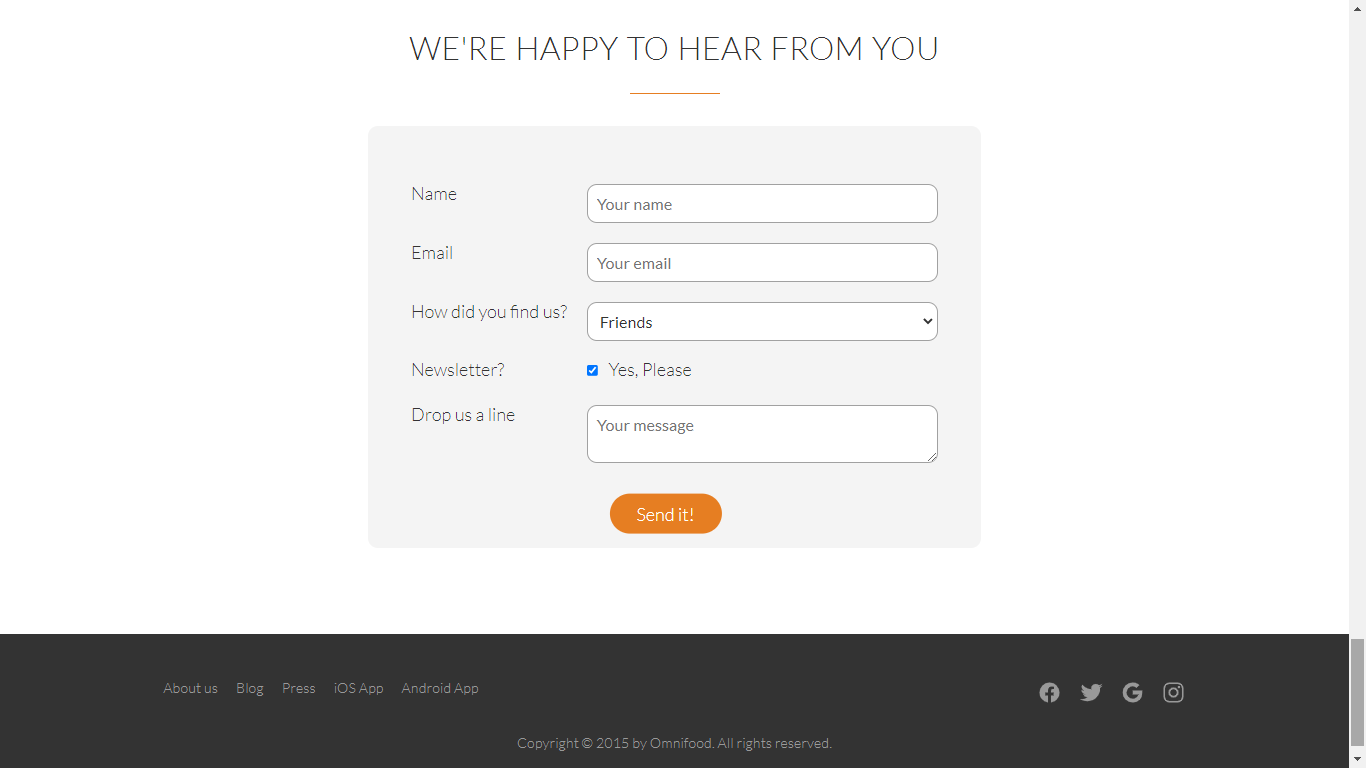 WE'RE HAPPY TO HEAR FROM YOU
Name
Your name
Email
Your email
How did you find us?
Friends
Newsletter?
Yes, Please
Drop us a line
Your message
Send it!
About us Blog Press iOS App Android App
Copyright © 2015 by Omnifood. All rights reserved.